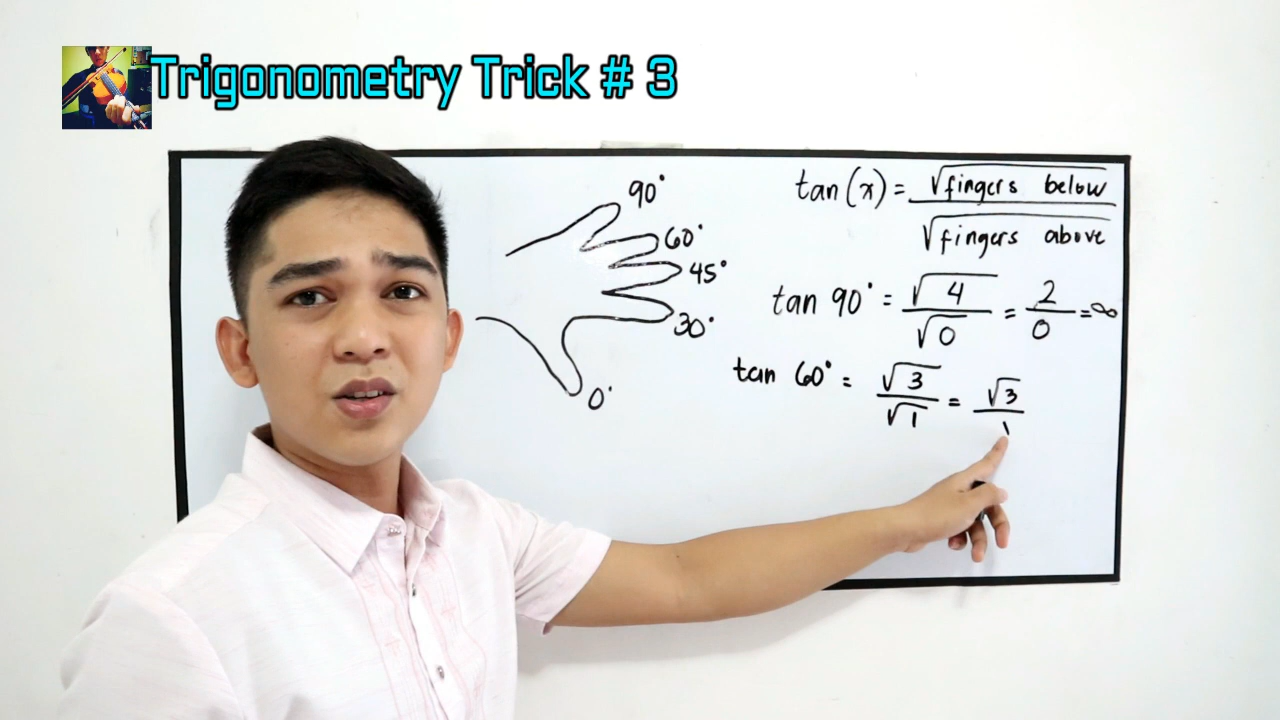 Trigonometry Trick # 3
90°
60°
45°
30°
0°
tan(x) = √fingers below / √fingers above
tan 90° = √4 / √0 = 2 / 0 = ∞
tan 60° = √3 / √1 = √3 / 1